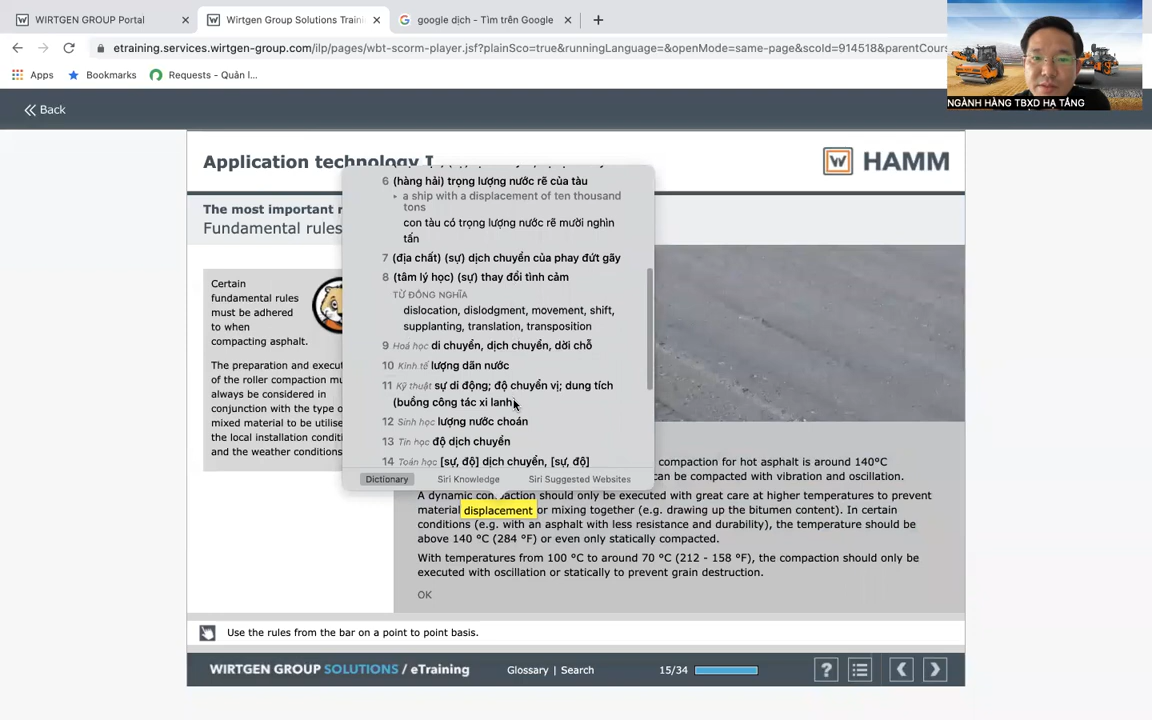 WIRTGEN GROUP Portal
Wirtgen Group Solutions Traini
google dịch - Tìm trên Google
etraining.services.wirtgen-group.com/ilp/pages/wbt-scorm-player.jsf?plainSco=true&runningLanguage=&openMode=same-page&scoId=914518&parentCours
Apps
Bookmarks
Requests - Quản l...
NGÀNH HÀNG TBXD HẠ TẦNG
Back
Application technology I
HAMM
The most important r
Fundamental rules
Certain
fundamental rules
must be adhered
to when
compacting asphalt.
The preparation and execut
of the roller compaction mu
always be considered in
conjunction with the type o
mixed material to be utilise
the local installation conditi
and the weather conditions
6 (hàng hải) trọng lượng nước rẽ của tàu
a ship with a displacement of ten thousand
tons
con tàu có trọng lượng nước rẽ mười nghìn
tấn
7 (địa chất) (sự) dịch chuyển của phay đứt gãy
8 (tâm lý học) (sự) thay đổi tình cảm
TỪ ĐỒNG NGHĨA
dislocation, dislodgment, movement, shift,
supplanting, translation, transposition
9 Hoá học di chuyển, dịch chuyển, dời chỗ
10 Kinh tế lượng dãn nước
11 Kỹ thuật sự di động; độ chuyển vị; dung tích
(buồng công tác xi lanh)
12 Sinh học lượng nước choán
13 Tin học độ dịch chuyển
14 Toán học [sự, độ] dịch chuyển, [sự, độ]
Dictionary
Siri Knowledge
Siri Suggested Websites
compaction for hot asphalt is around 140°C
can be compacted with vibration and oscillation.
A dynamic con action should only be executed with great care at higher temperatures to prevent
material displacement or mixing together (e.g. drawing up the bitumen content). In certain
conditions (e.g. with an asphalt with less resistance and durability), the temperature should be
above 140 °C (284 °F) or even only statically compacted.
With temperatures from 100 °C to around 70 °C (212 - 158 °F), the compaction should only be
executed with oscillation or statically to prevent grain destruction.
OK
Use the rules from the bar on a point to point basis.
WIRTGEN GROUP SOLUTIONS / eTraining
Glossary | Search
15/34
?